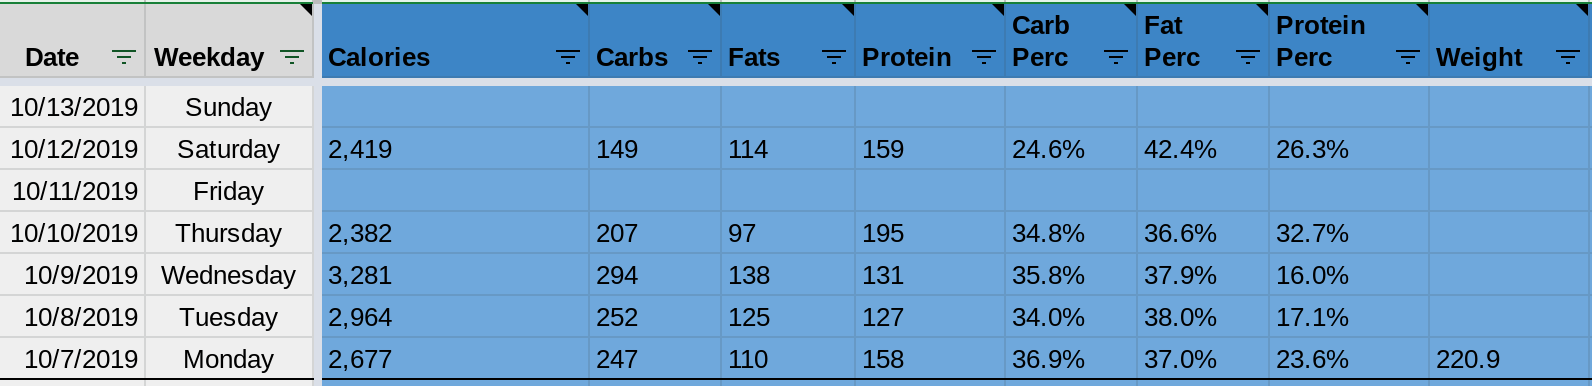 Date Weekday Calories Carbs Fats Protein Carb Perc Fat Perc Protein Perc Weight
10/13/2019 Sunday
10/12/2019 Saturday 2,419 149 114 159 24.6% 42.4% 26.3%
10/11/2019 Friday
10/10/2019 Thursday 2,382 207 97 195 34.8% 36.6% 32.7%
10/9/2019 Wednesday 3,281 294 138 131 35.8% 37.9% 16.0%
10/8/2019 Tuesday 2,964 252 125 127 34.0% 38.0% 17.1%
10/7/2019 Monday 2,677 247 110 158 36.9% 37.0% 23.6% 220.9